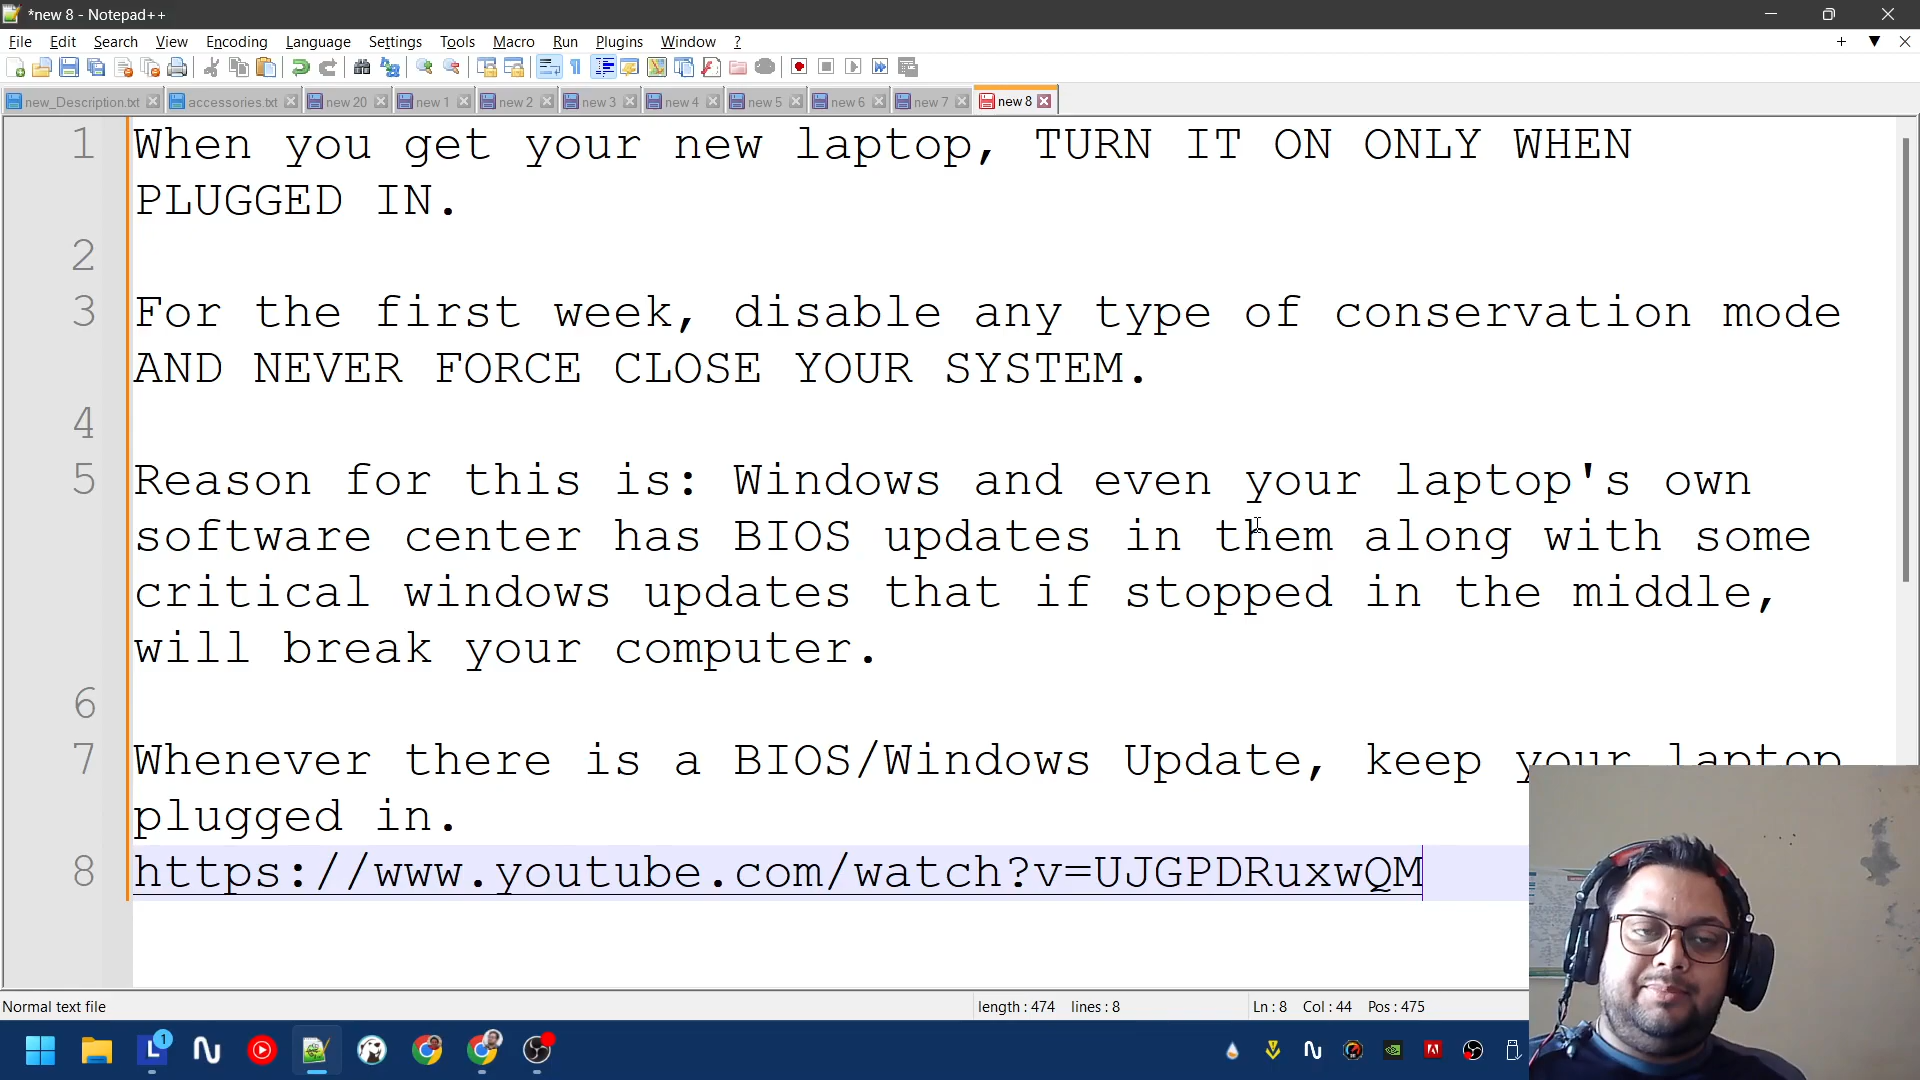 *new 8 - Notepad++
File Edit Search View Encoding Language Settings Tools Macro Run Plugins Window ?
new_Description.txt accessories.txt new 20 new 1 new 2 new 3 new 4 new 5 new 6 new 7 new 8
1 When you get your new laptop, TURN IT ON ONLY WHEN
PLUGGED IN.
2
3 For the first week, disable any type of conservation mode
AND NEVER FORCE CLOSE YOUR SYSTEM.
4
5 Reason for this is: Windows and even your laptop's own
software center has BIOS updates in them along with some
critical windows updates that if stopped in the middle,
will break your computer.
6
7 Whenever there is a BIOS/Windows Update, keep your laptop
plugged in.
8 https://www.youtube.com/watch?v=UJGPDRuxwQM
Normal text file length : 474 lines : 8 Ln : 8 Col : 44 Pos : 475
L 1